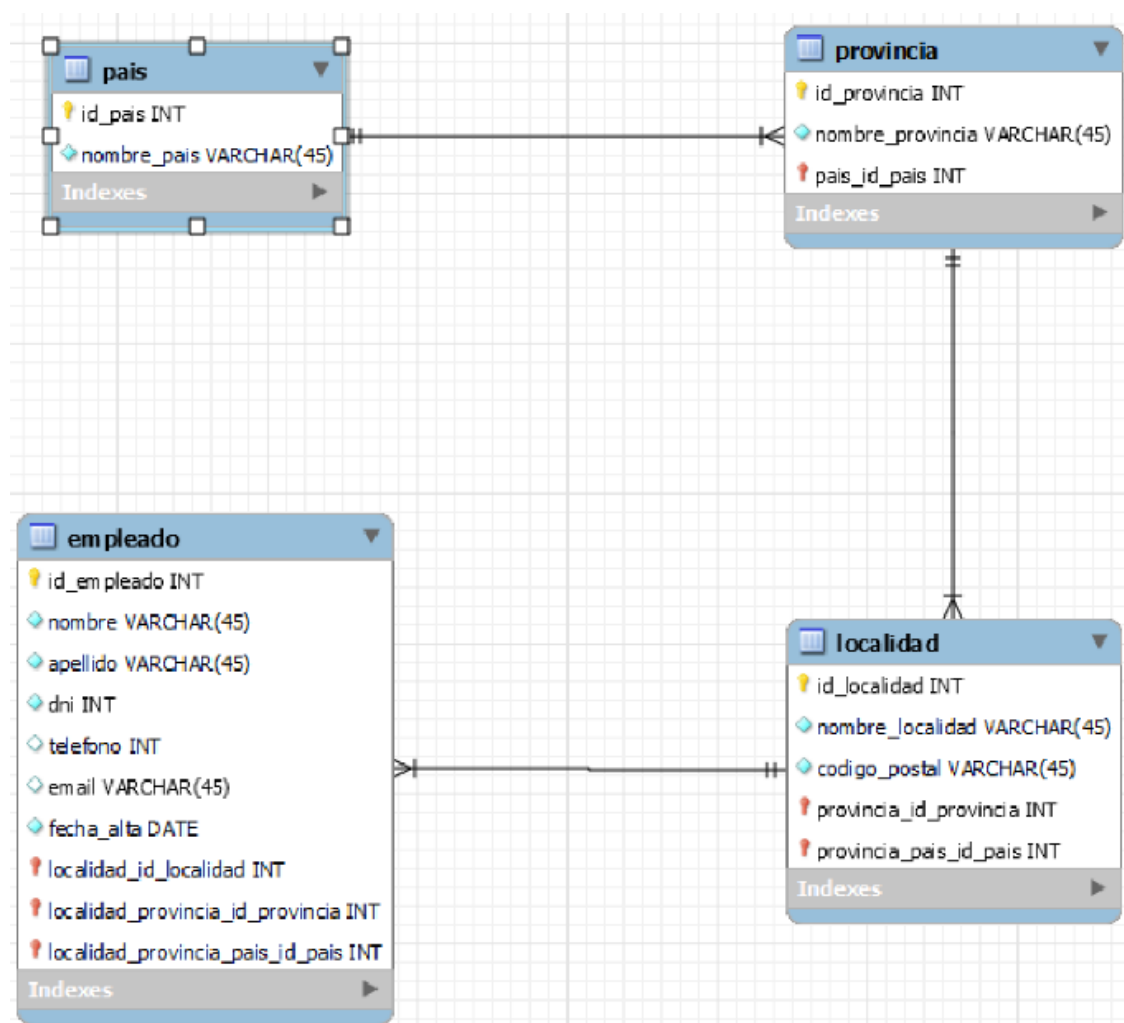 pais
id_pais INT
nombre_pais VARCHAR(45)
Indexes
provincia
id_provincia INT
nombre_provincia VARCHAR(45)
pais_id_pais INT
Indexes
empleado
id_empleado INT
nombre VARCHAR(45)
apellido VARCHAR(45)
dni INT
telefono INT
email VARCHAR(45)
fecha_alta DATE
localidad_id_localidad INT
localidad_provincia_id_provincia INT
localidad_provincia_pais_id_pais INT
Indexes
localidad
id_localidad INT
nombre_localidad VARCHAR(45)
codigo_postal VARCHAR(45)
provincia_id_provincia INT
provincia_pais_id_pais INT
Indexes